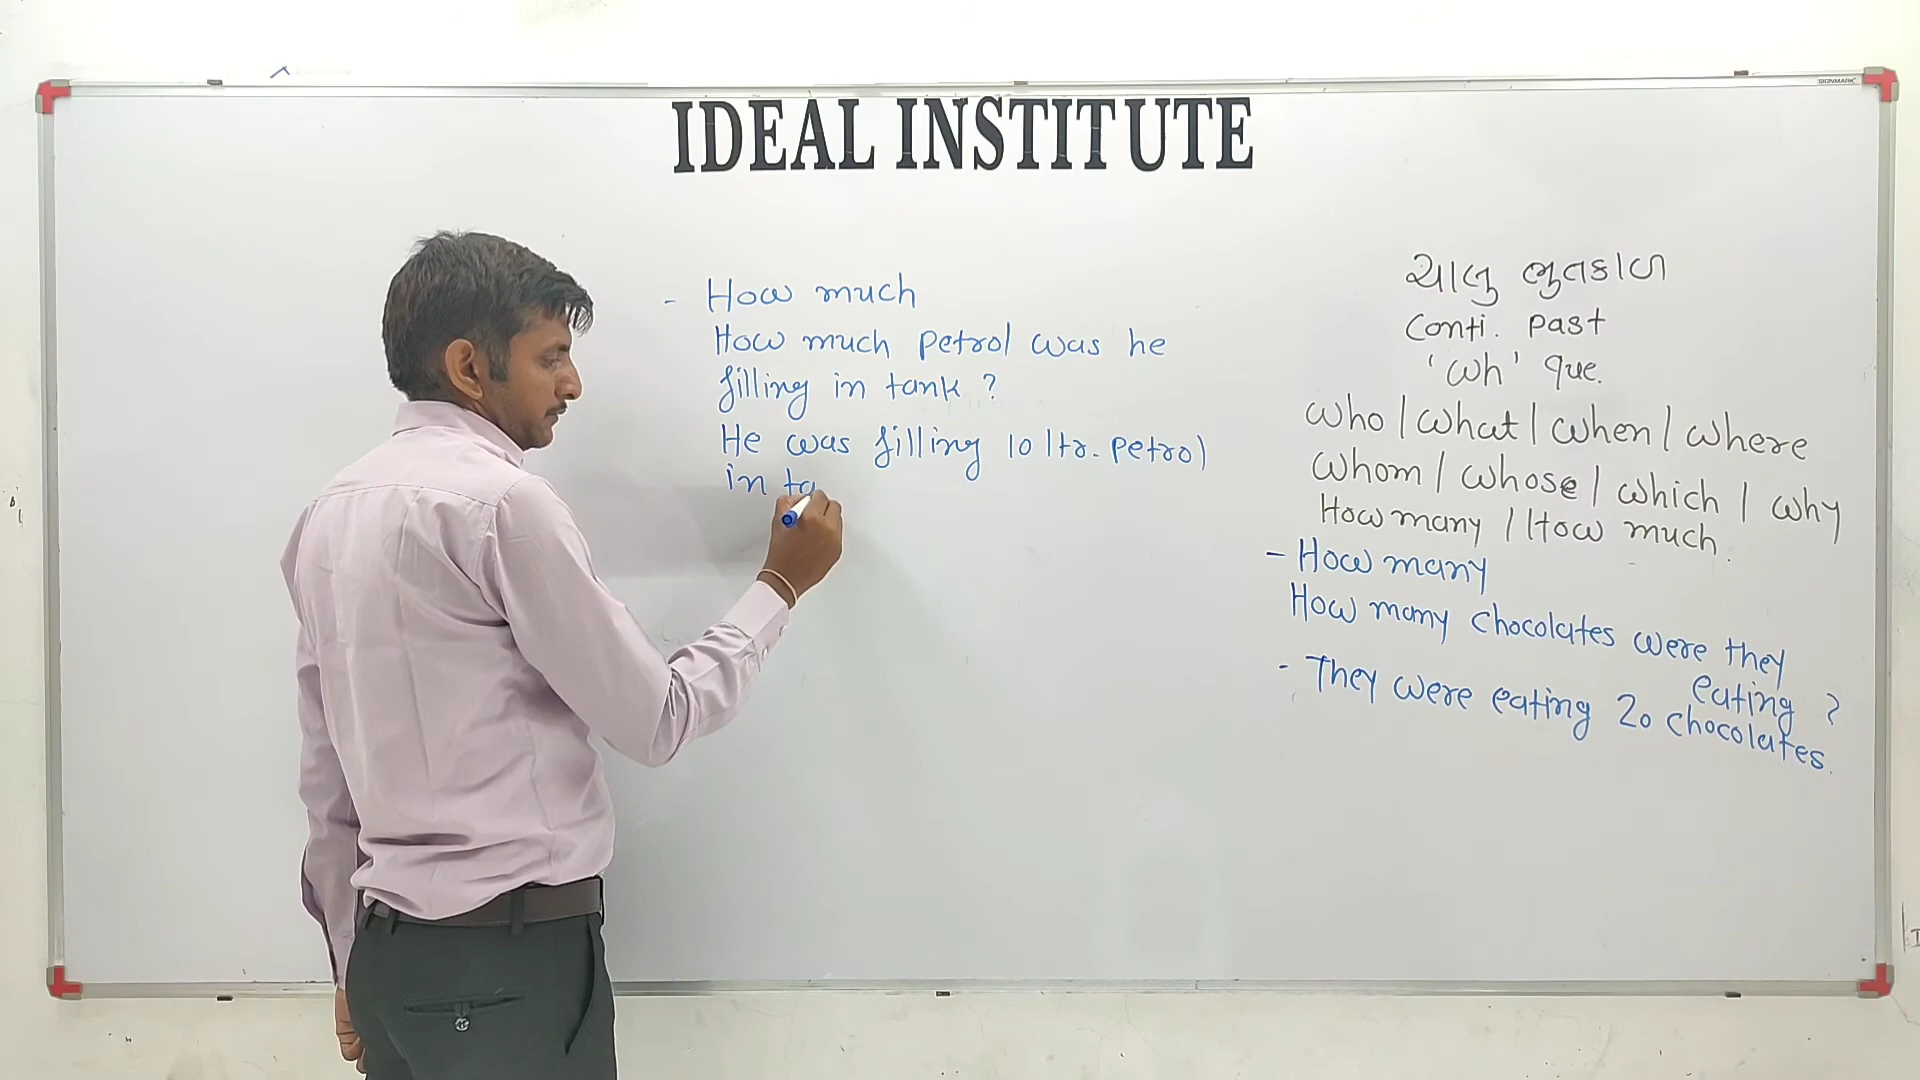 SIGNMARK
IDEAL INSTITUTE
- How much
How much petrol was he
filling in tank ?
He was filling 10 ltr. petrol
in ta
ચાલુ ભુતકાળ
Conti. past
'wh' que.
who / what / when / where
whom / whose / which / why
How many / How much.
- How many
How many chocolates were they
eating ?
- They were eating 20 chocolates.